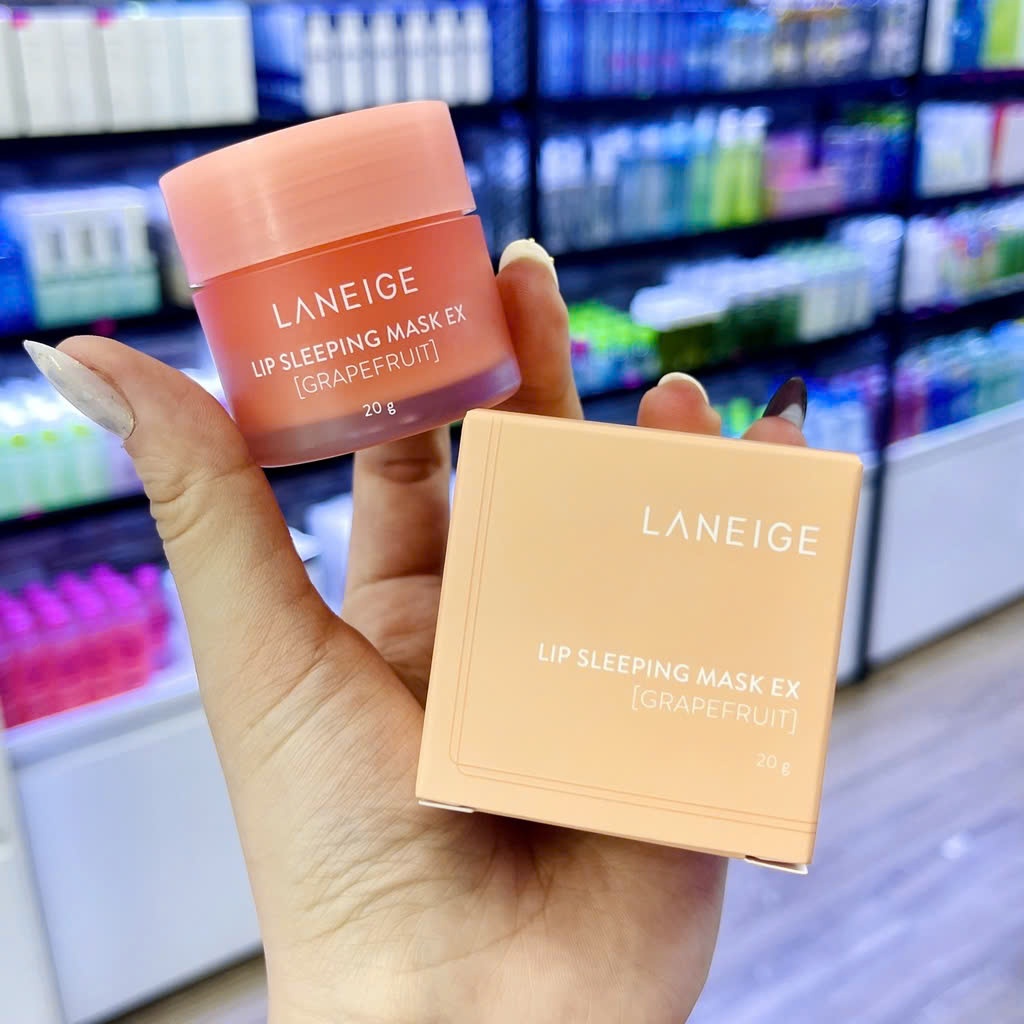 LANEIGE
LIP SLEEPING MASK EX
[GRAPEFRUIT]
20 g
LANEIGE
LIP SLEEPING MASK EX
[GRAPEFRUIT]
20 g